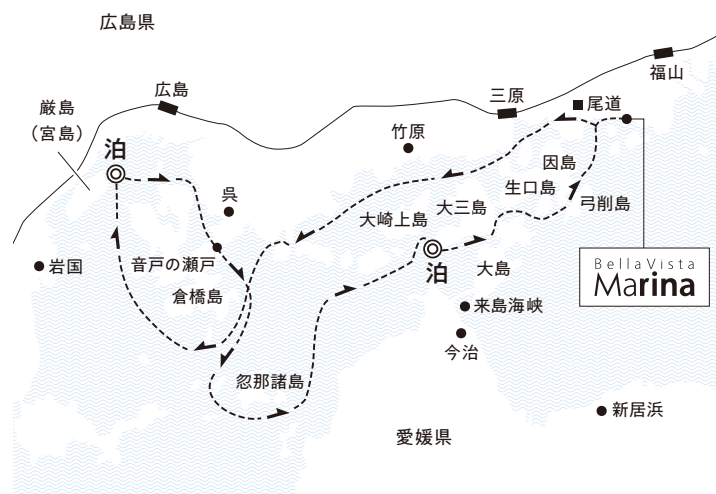 広島県
福山
広島
三原
尾道
厳島
（宮島）
竹原
泊
因島
生口島
呉
大三島
弓削島
大崎上島
音戸の瀬戸
岩国
泊
大島
BellaVista
Marina
倉橋島
来島海峡
今治
忽那諸島
新居浜
愛媛県